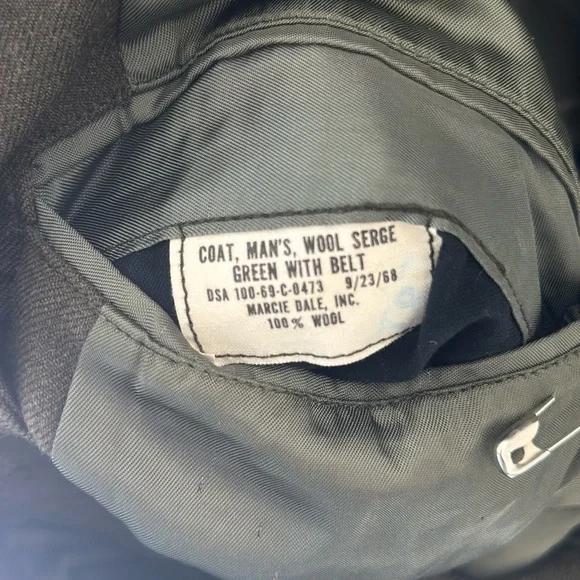 COAT, MAN'S, WOOL SERGE
GREEN WITH BELT
DSA 100-69-C-0473 9/23/68
MARCIE DALE, INC.
100% WOOL